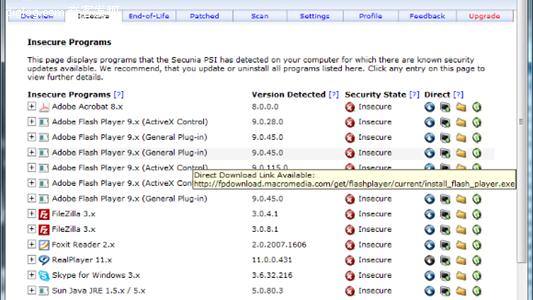 Overview Insecure End-of-Life Patched Scan Settings Profile Feedback Upgrade
Insecure Programs
This page displays programs that the Secunia PSI has detected on your computer for which there are known security
updates available. We recommend, that you update or uninstall all programs listed here. Click any entry on this page to
view further details.
Insecure Programs [?] Version Detected [?] Security State [?] Direct [?]
Adobe Acrobat 8.x 8.0.0.0 Insecure
Adobe Flash Player 9.x (ActiveX Control) 9.0.28.0 Insecure
Adobe Flash Player 9.x (General Plug-in) 9.0.45.0 Insecure
Adobe Flash Player 9.x (General Plug-in) 9.0.45.0 Insecure
Adobe Flash Player 9.x (ActiveX Control) 9.0.115.0 Insecure
Direct Download Link Available:
Adobe Flash Player 9.x (ActiveX Cont http://fpdownload.macromedia.com/get/flashplayer/current/install_flash_player.exe
Adobe Flash Player 9.x (General Plug-in) 9.0.45.0 Insecure
FileZilla 3.x 3.0.4.1 Insecure
FileZilla 3.x 3.0.8.1 Insecure
Foxit Reader 2.x 2.0.2007.1606 Insecure
RealPlayer 11.x 11.0.0.431 Insecure
Skype for Windows 3.x 3.6.32.216 Insecure
Sun Java JRE 1.5.x / 5.x 5.0.80.3 Insecure